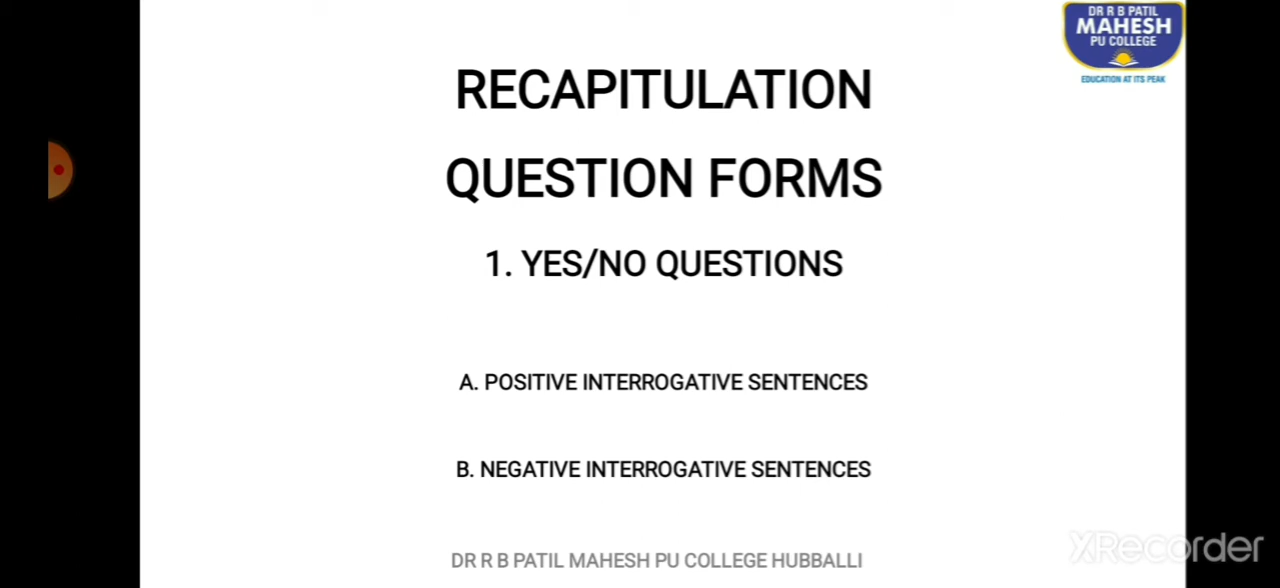 DR R B PATIL
MAHESH
PU COLLEGE
EDUCATION AT ITS PEAK
RECAPITULATION
QUESTION FORMS
1. YES/NO QUESTIONS
A. POSITIVE INTERROGATIVE SENTENCES
B. NEGATIVE INTERROGATIVE SENTENCES
DR R B PATIL MAHESH PU COLLEGE HUBBALLI
XRecorder